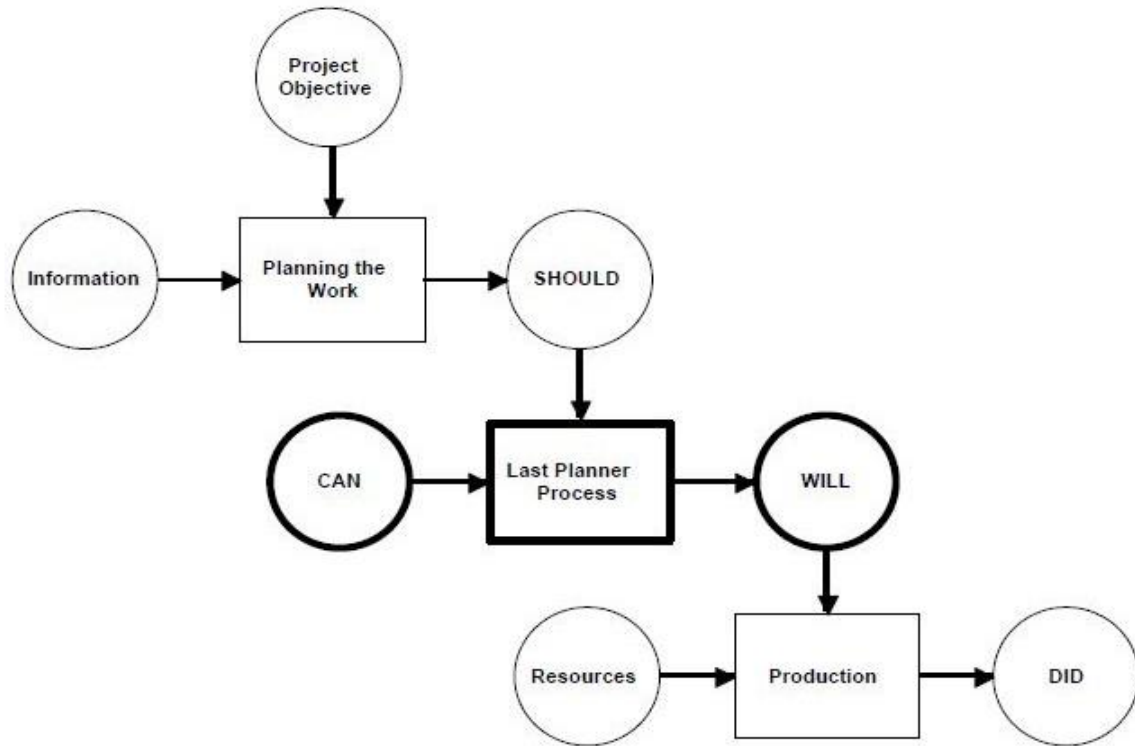 Project
Objective
Information
Planning the
Work
SHOULD
CAN
Last Planner
Process
WILL
Resources
Production
DID